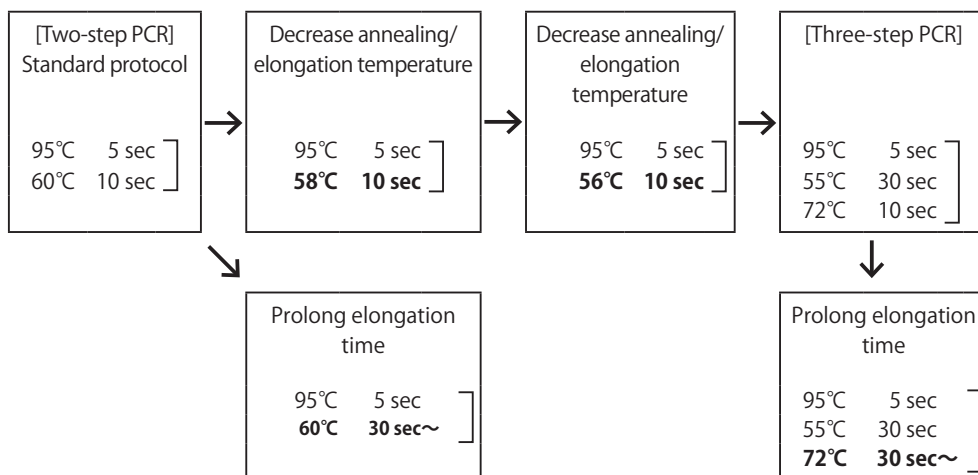 [Two-step PCR]
Standard protocol
95℃ 5 sec
60℃ 10 sec
Decrease annealing/
elongation temperature
95℃ 5 sec
58℃ 10 sec
Decrease annealing/
elongation
temperature
95℃ 5 sec
56℃ 10 sec
[Three-step PCR]
95℃ 5 sec
55℃ 30 sec
72℃ 10 sec
Prolong elongation
time
95℃ 5 sec
60℃ 30 sec～
Prolong elongation
time
95℃ 5 sec
55℃ 30 sec
72℃ 30 sec～